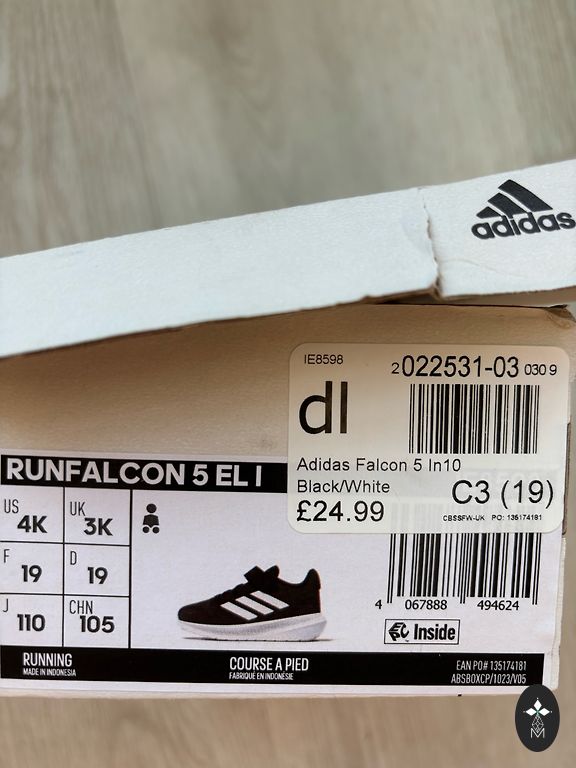 adidas
IE8598
2022531-03 0309
dl
Adidas Falcon 5 In10
Black/White
£24.99
C3 (19)
CBSSFW-UK PO: 135174181
RUNFALCON 5 EL I
US
4K
UK
3K
F
19
D
19
J
110
CHN
105
4 067888 494624
Inside
RUNNING
MADE IN INDONESIA
COURSE A PIED
FABRIQUÉ EN INDONÉSIE
EAN PO# 135174181
ABSBOXCP/1023/V05
M